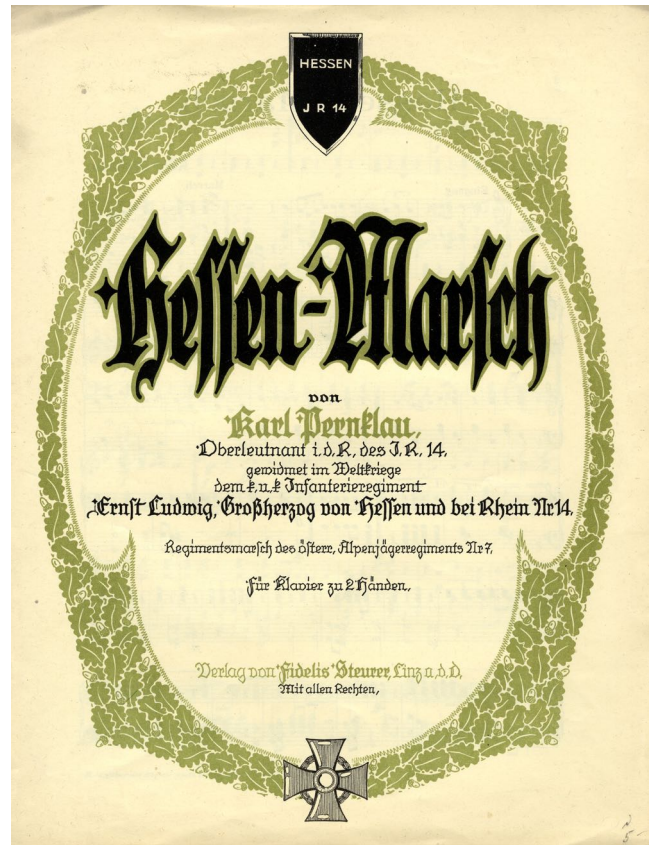 HESSEN
J R 14
Hessen-Marsch
von
Karl Pernklau,
Oberleutnant i. d. R. des J. R. 14,
gewidmet im Weltkriege
dem k. u. k Infanterieregiment
Ernst Ludwig, Großherzog von Hessen und bei Rhein Nr 14.
Regimentsmarsch des österr. Alpenjägerregiments Nr 7.
Für Klavier zu 2 Händen.
Verlag von Fidelis Steurer, Linz a. d. D.
Mit allen Rechten.